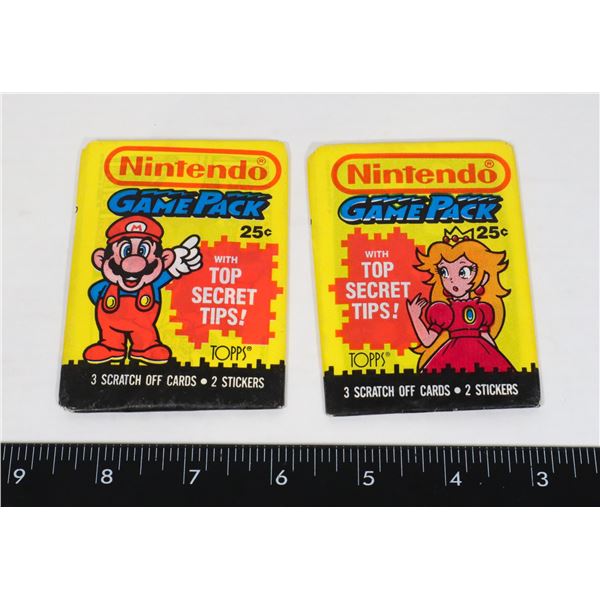 Nintendo®
GAME PACK
25¢
M
WITH
TOP
SECRET
TIPS!
TOPPS®
3 SCRATCH OFF CARDS • 2 STICKERS
Nintendo®
GAME PACK
25¢
WITH
TOP
SECRET
TIPS!
TOPPS®
3 SCRATCH OFF CARDS • 2 STICKERS
9 8 7 6 5 4 3